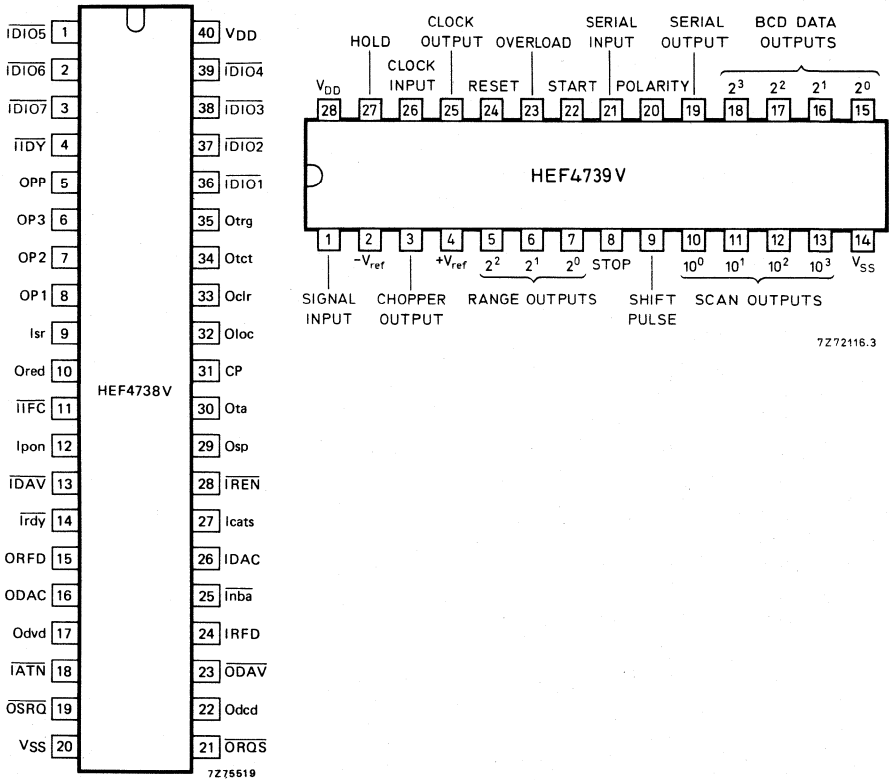 IDIO5 1 40 VDD
IDIO6 2 39 IDIO4
IDIO7 3 38 IDIO3
IIDY 4 37 IDIO2
OPP 5 36 IDIO1
OP3 6 35 Otrg
OP2 7 34 Otct
OP1 8 33 Oclr
Isr 9 32 Oloc
Ored 10 31 CP
HEF4738V
IIFC 11 30 Ota
Ipon 12 29 Osp
IDAV 13 28 IREN
Irdy 14 27 Icats
ORFD 15 26 IDAC
ODAC 16 25 Inba
Odvd 17 24 IRFD
IATN 18 23 ODAV
OSRQ 19 22 Odcd
VSS 20 21 ORQS
7Z75519
CLOCK SERIAL SERIAL BCD DATA
HOLD OUTPUT OVERLOAD INPUT OUTPUT OUTPUTS
CLOCK
VDD INPUT RESET START POLARITY 2³ 2² 2¹ 2⁰
28 27 26 25 24 23 22 21 20 19 18 17 16 15
HEF4739V
1 2 3 4 5 6 7 8 9 10 11 12 13 14
-Vref +Vref 2² 2¹ 2⁰ STOP 10⁰ 10¹ 10² 10³ VSS
SIGNAL CHOPPER RANGE OUTPUTS SHIFT SCAN OUTPUTS
INPUT OUTPUT PULSE
7Z72116.3